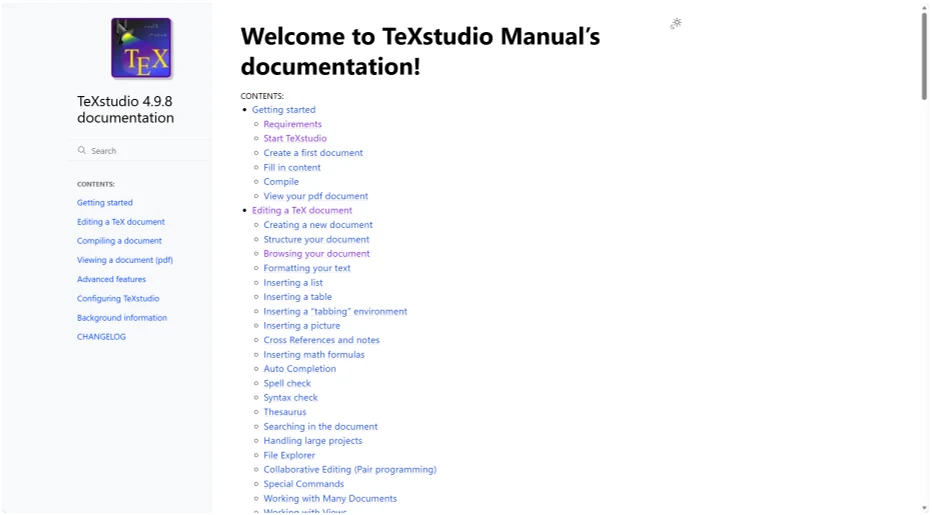 TEX
TeXstudio 4.9.8
documentation
Search
CONTENTS:
Getting started
Editing a TeX document
Compiling a document
Viewing a document (pdf)
Advanced features
Configuring TeXstudio
Background information
CHANGELOG
Welcome to TeXstudio Manual’s
documentation!
CONTENTS:
Getting started
Requirements
Start TeXstudio
Create a first document
Fill in content
Compile
View your pdf document
Editing a TeX document
Creating a new document
Structure your document
Browsing your document
Formatting your text
Inserting a list
Inserting a table
Inserting a “tabbing” environment
Inserting a picture
Cross References and notes
Inserting math formulas
Auto Completion
Spell check
Syntax check
Thesaurus
Searching in the document
Handling large projects
File Explorer
Collaborative Editing (Pair programming)
Special Commands
Working with Many Documents
Working with Views